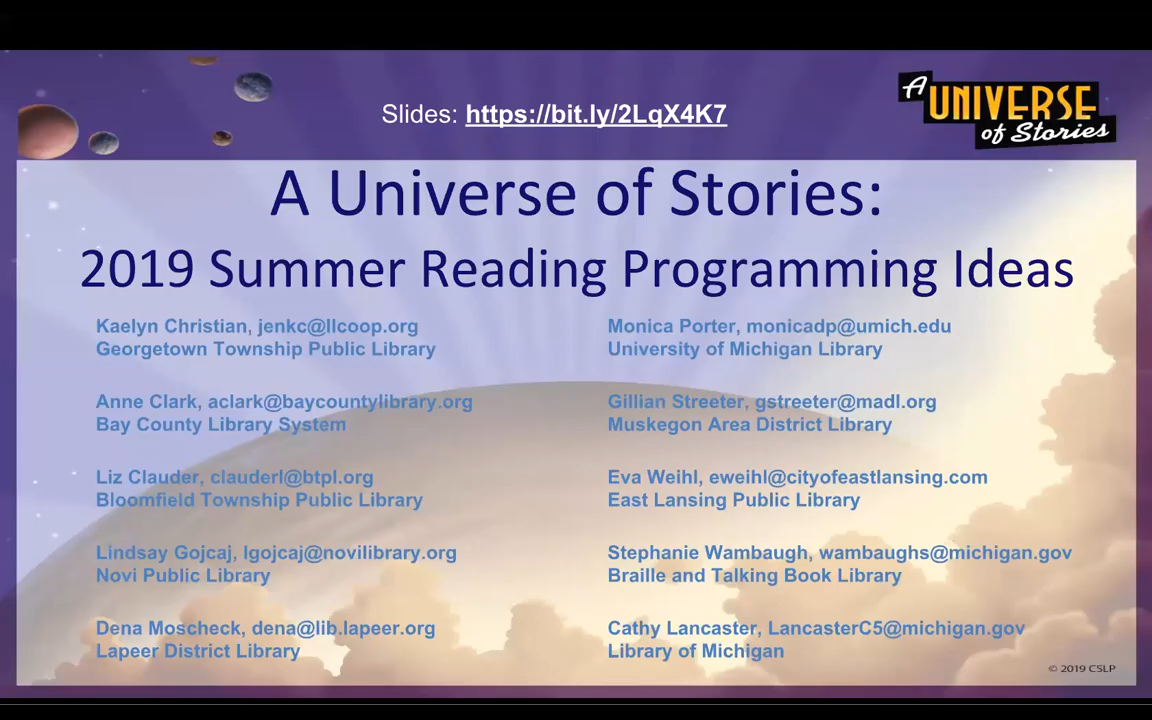 Slides: https://bit.ly/2LqX4K7
A UNIVERSE
of Stories
A Universe of Stories:
2019 Summer Reading Programming Ideas
Kaelyn Christian, jenkc@llcoop.org
Georgetown Township Public Library
Anne Clark, aclark@baycountylibrary.org
Bay County Library System
Liz Clauder, clauderl@btpl.org
Bloomfield Township Public Library
Lindsay Gojcaj, lgojcaj@novilibrary.org
Novi Public Library
Dena Moscheck, dena@lib.lapeer.org
Lapeer District Library
Monica Porter, monicadp@umich.edu
University of Michigan Library
Gillian Streeter, gstreeter@madl.org
Muskegon Area District Library
Eva Weihl, eweihl@cityofeastlansing.com
East Lansing Public Library
Stephanie Wambaugh, wambaughs@michigan.gov
Braille and Talking Book Library
Cathy Lancaster, LancasterC5@michigan.gov
Library of Michigan
© 2019 CSLP